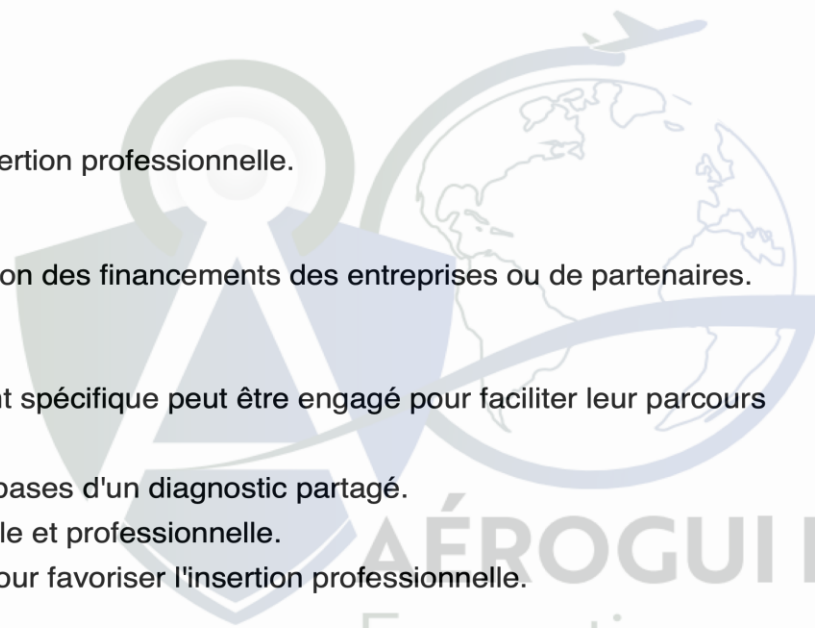 ertion professionnelle.
on des financements des entreprises ou de partenaires.
t spécifique peut être engagé pour faciliter leur parcours
bases d'un diagnostic partagé.
le et professionnelle.
our favoriser l'insertion professionnelle.
AÉROGUI